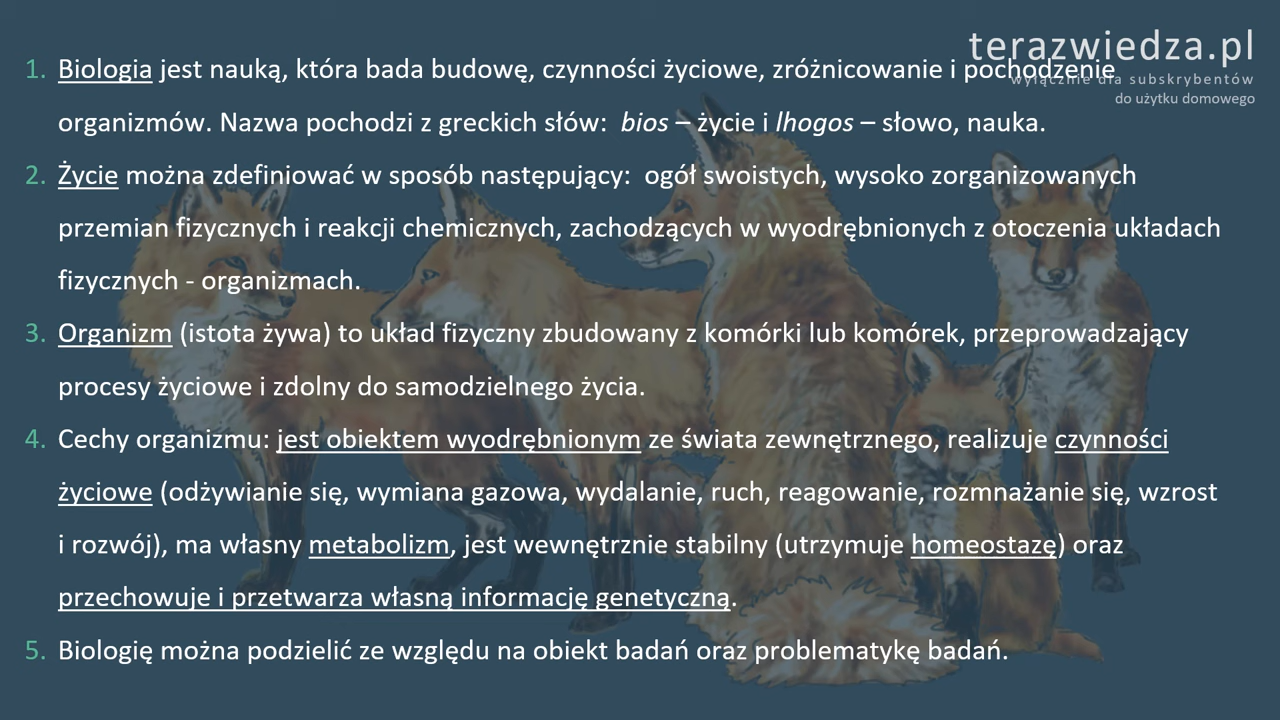 terazwiedza.pl
wyłącznie dla subskrybentów
do użytku domowego
1. Biologia jest nauką, która bada budowę, czynności życiowe, zróżnicowanie i pochodzenie
organizmów. Nazwa pochodzi z greckich słów: bios – życie i lhogos – słowo, nauka.
2. Życie można zdefiniować w sposób następujący: ogół swoistych, wysoko zorganizowanych
przemian fizycznych i reakcji chemicznych, zachodzących w wyodrębnionych z otoczenia układach
fizycznych - organizmach.
3. Organizm (istota żywa) to układ fizyczny zbudowany z komórki lub komórek, przeprowadzający
procesy życiowe i zdolny do samodzielnego życia.
4. Cechy organizmu: jest obiektem wyodrębnionym ze świata zewnętrznego, realizuje czynności
życiowe (odżywianie się, wymiana gazowa, wydalanie, ruch, reagowanie, rozmnażanie się, wzrost
i rozwój), ma własny metabolizm, jest wewnętrznie stabilny (utrzymuje homeostazę) oraz
przechowuje i przetwarza własną informację genetyczną.
5. Biologię można podzielić ze względu na obiekt badań oraz problematykę badań.